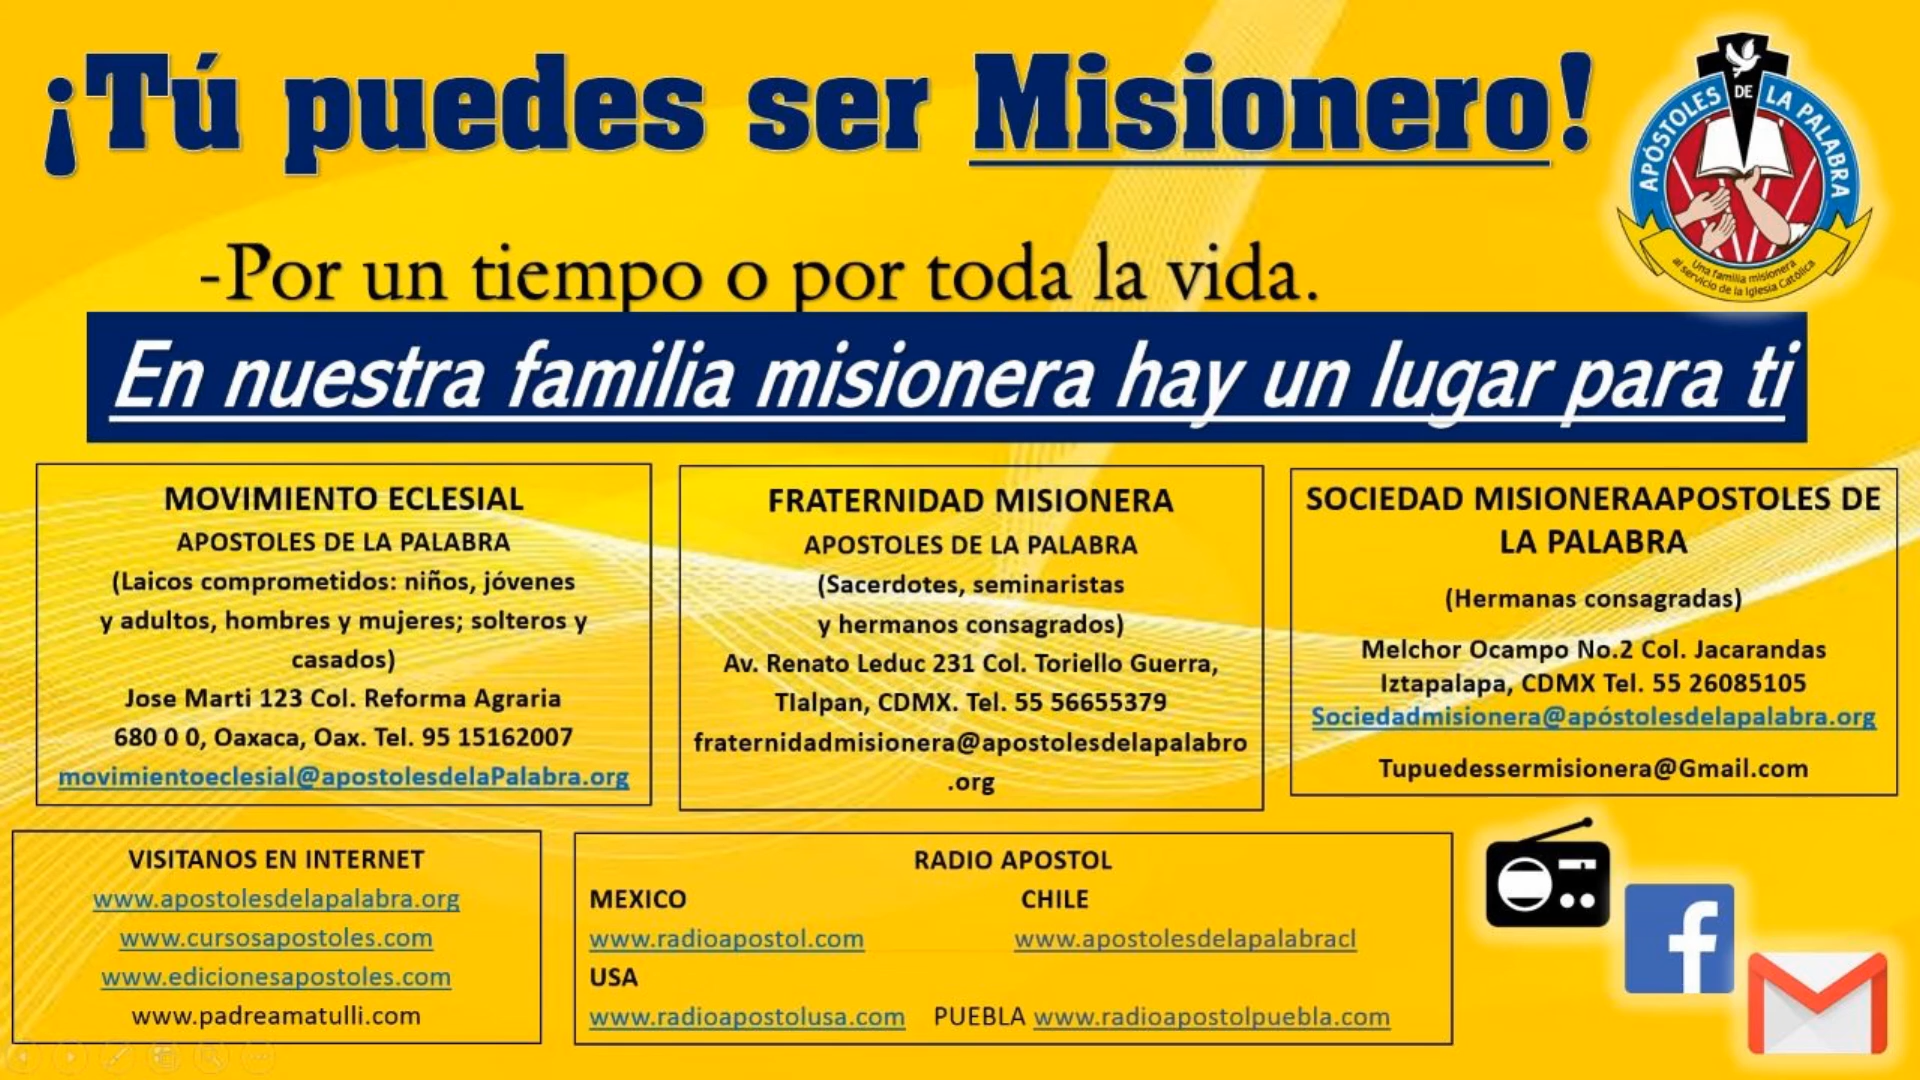 ¡Tú puedes ser Misionero!
APÓSTOLES DE LA PALABRA
Una familia misionera
al servicio de la Iglesia Católica
-Por un tiempo o por toda la vida.
En nuestra familia misionera hay un lugar para ti
MOVIMIENTO ECLESIAL
APOSTOLES DE LA PALABRA
(Laicos comprometidos: niños, jóvenes
y adultos, hombres y mujeres; solteros y
casados)
Jose Marti 123 Col. Reforma Agraria
680 0 0, Oaxaca, Oax. Tel. 95 15162007
movimientoeclesial@apostolesdelaPalabra.org
FRATERNIDAD MISIONERA
APOSTOLES DE LA PALABRA
(Sacerdotes, seminaristas
y hermanos consagrados)
Av. Renato Leduc 231 Col. Toriello Guerra,
Tlalpan, CDMX. Tel. 55 56655379
fraternidadmisionera@apostolesdelapalabro
.org
SOCIEDAD MISIONERAAPOSTOLES DE
LA PALABRA
(Hermanas consagradas)
Melchor Ocampo No.2 Col. Jacarandas
Iztapalapa, CDMX Tel. 55 26085105
Sociedadmisionera@apóstolesdelapalabra.org
Tupuedessermisionera@Gmail.com
VISITANOS EN INTERNET
www.apostolesdelapalabra.org
www.cursosapostoles.com
www.edicionesapostoles.com
www.padreamatulli.com
RADIO APOSTOL
MEXICO CHILE
www.radioapostol.com www.apostolesdelapalabracl
USA
www.radioapostolusa.com PUEBLA www.radioapostolpuebla.com